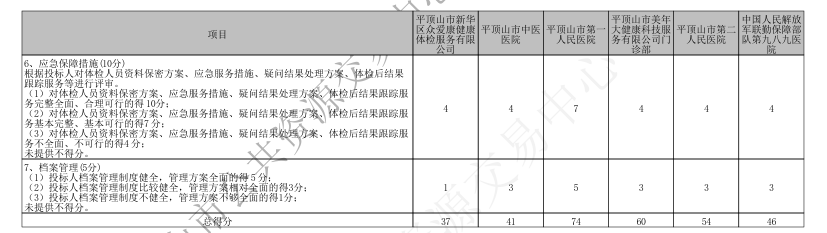 项目
平顶山市新华区众爱康健康体检服务有限公司
平顶山市中医医院
平顶山市第一人民医院
平顶山市美年大健康科技服务有限公司门诊部
平顶山市第二人民医院
中国人民解放军联勤保障部队第九八九医院
6、应急保障措施(10分)
根据投标人对体检人员资料保密方案、应急服务措施、疑问结果处理方案、体检后结果
跟踪服务等进行评审。
（1）对体检人员资料保密方案、应急服务措施、疑问结果处理方案、体检后结果跟踪服
务完整全面、合理可行的得 10分；
（2）对体检人员资料保密方案、应急服务措施、疑问结果处理方案、体检后结果跟踪服
务基本完整、基本可行的得7 分；
（3）对体检人员资料保密方案、应急服务措施、疑问结果处理方案、体检后结果跟踪服
务不全面、不可行的得4 分；
未提供不得分。
4 4 7 4 4 4
7、档案管理(5分)
（1）投标人档案管理制度健全，管理方案全面的得 5 分；
（2）投标人档案管理制度比较健全，管理方案相对全面的得3分；
（3）投标人档案管理制度不健全，管理方案不够全面的得1分；
未提供不得分。
1 3 5 3 3 3
总得分 37 41 74 60 54 46